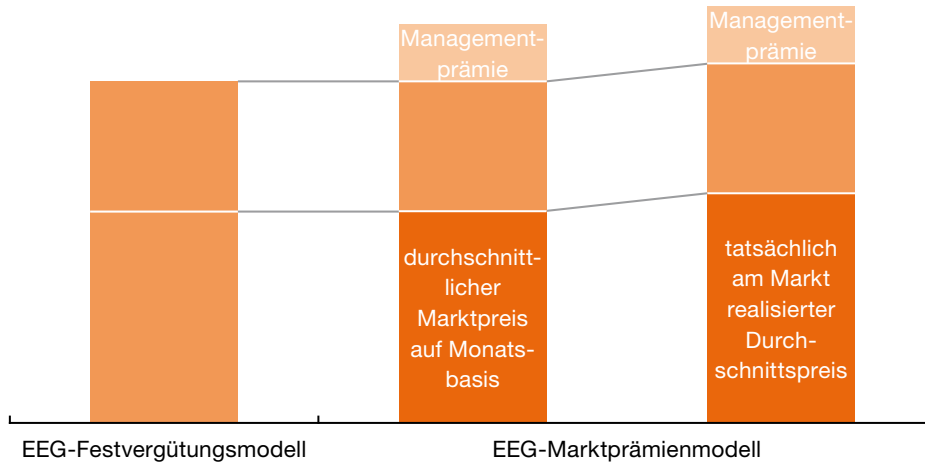 Management-
prämie
durchschnitt-
licher
Marktpreis
auf Monats-
basis
Management-
prämie
tatsächlich
am Markt
realisierter
Durch-
schnittspreis
EEG-Festvergütungsmodell
EEG-Marktprämienmodell